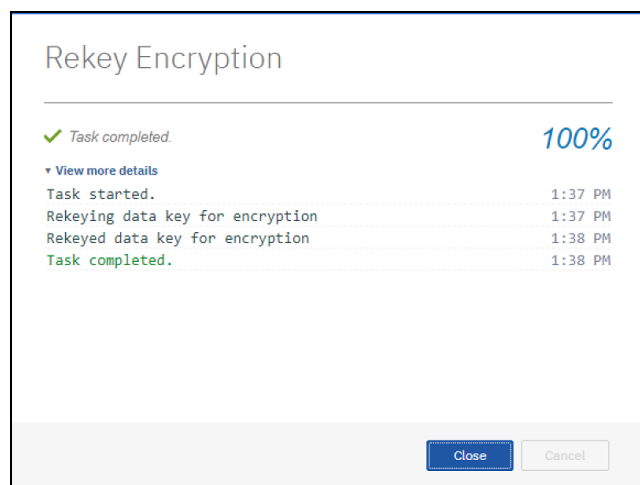 Rekey Encryption
Task completed. 100%
View more details
Task started. 1:37 PM
Rekeying data key for encryption 1:37 PM
Rekeyed data key for encryption 1:38 PM
Task completed. 1:38 PM
Close Cancel